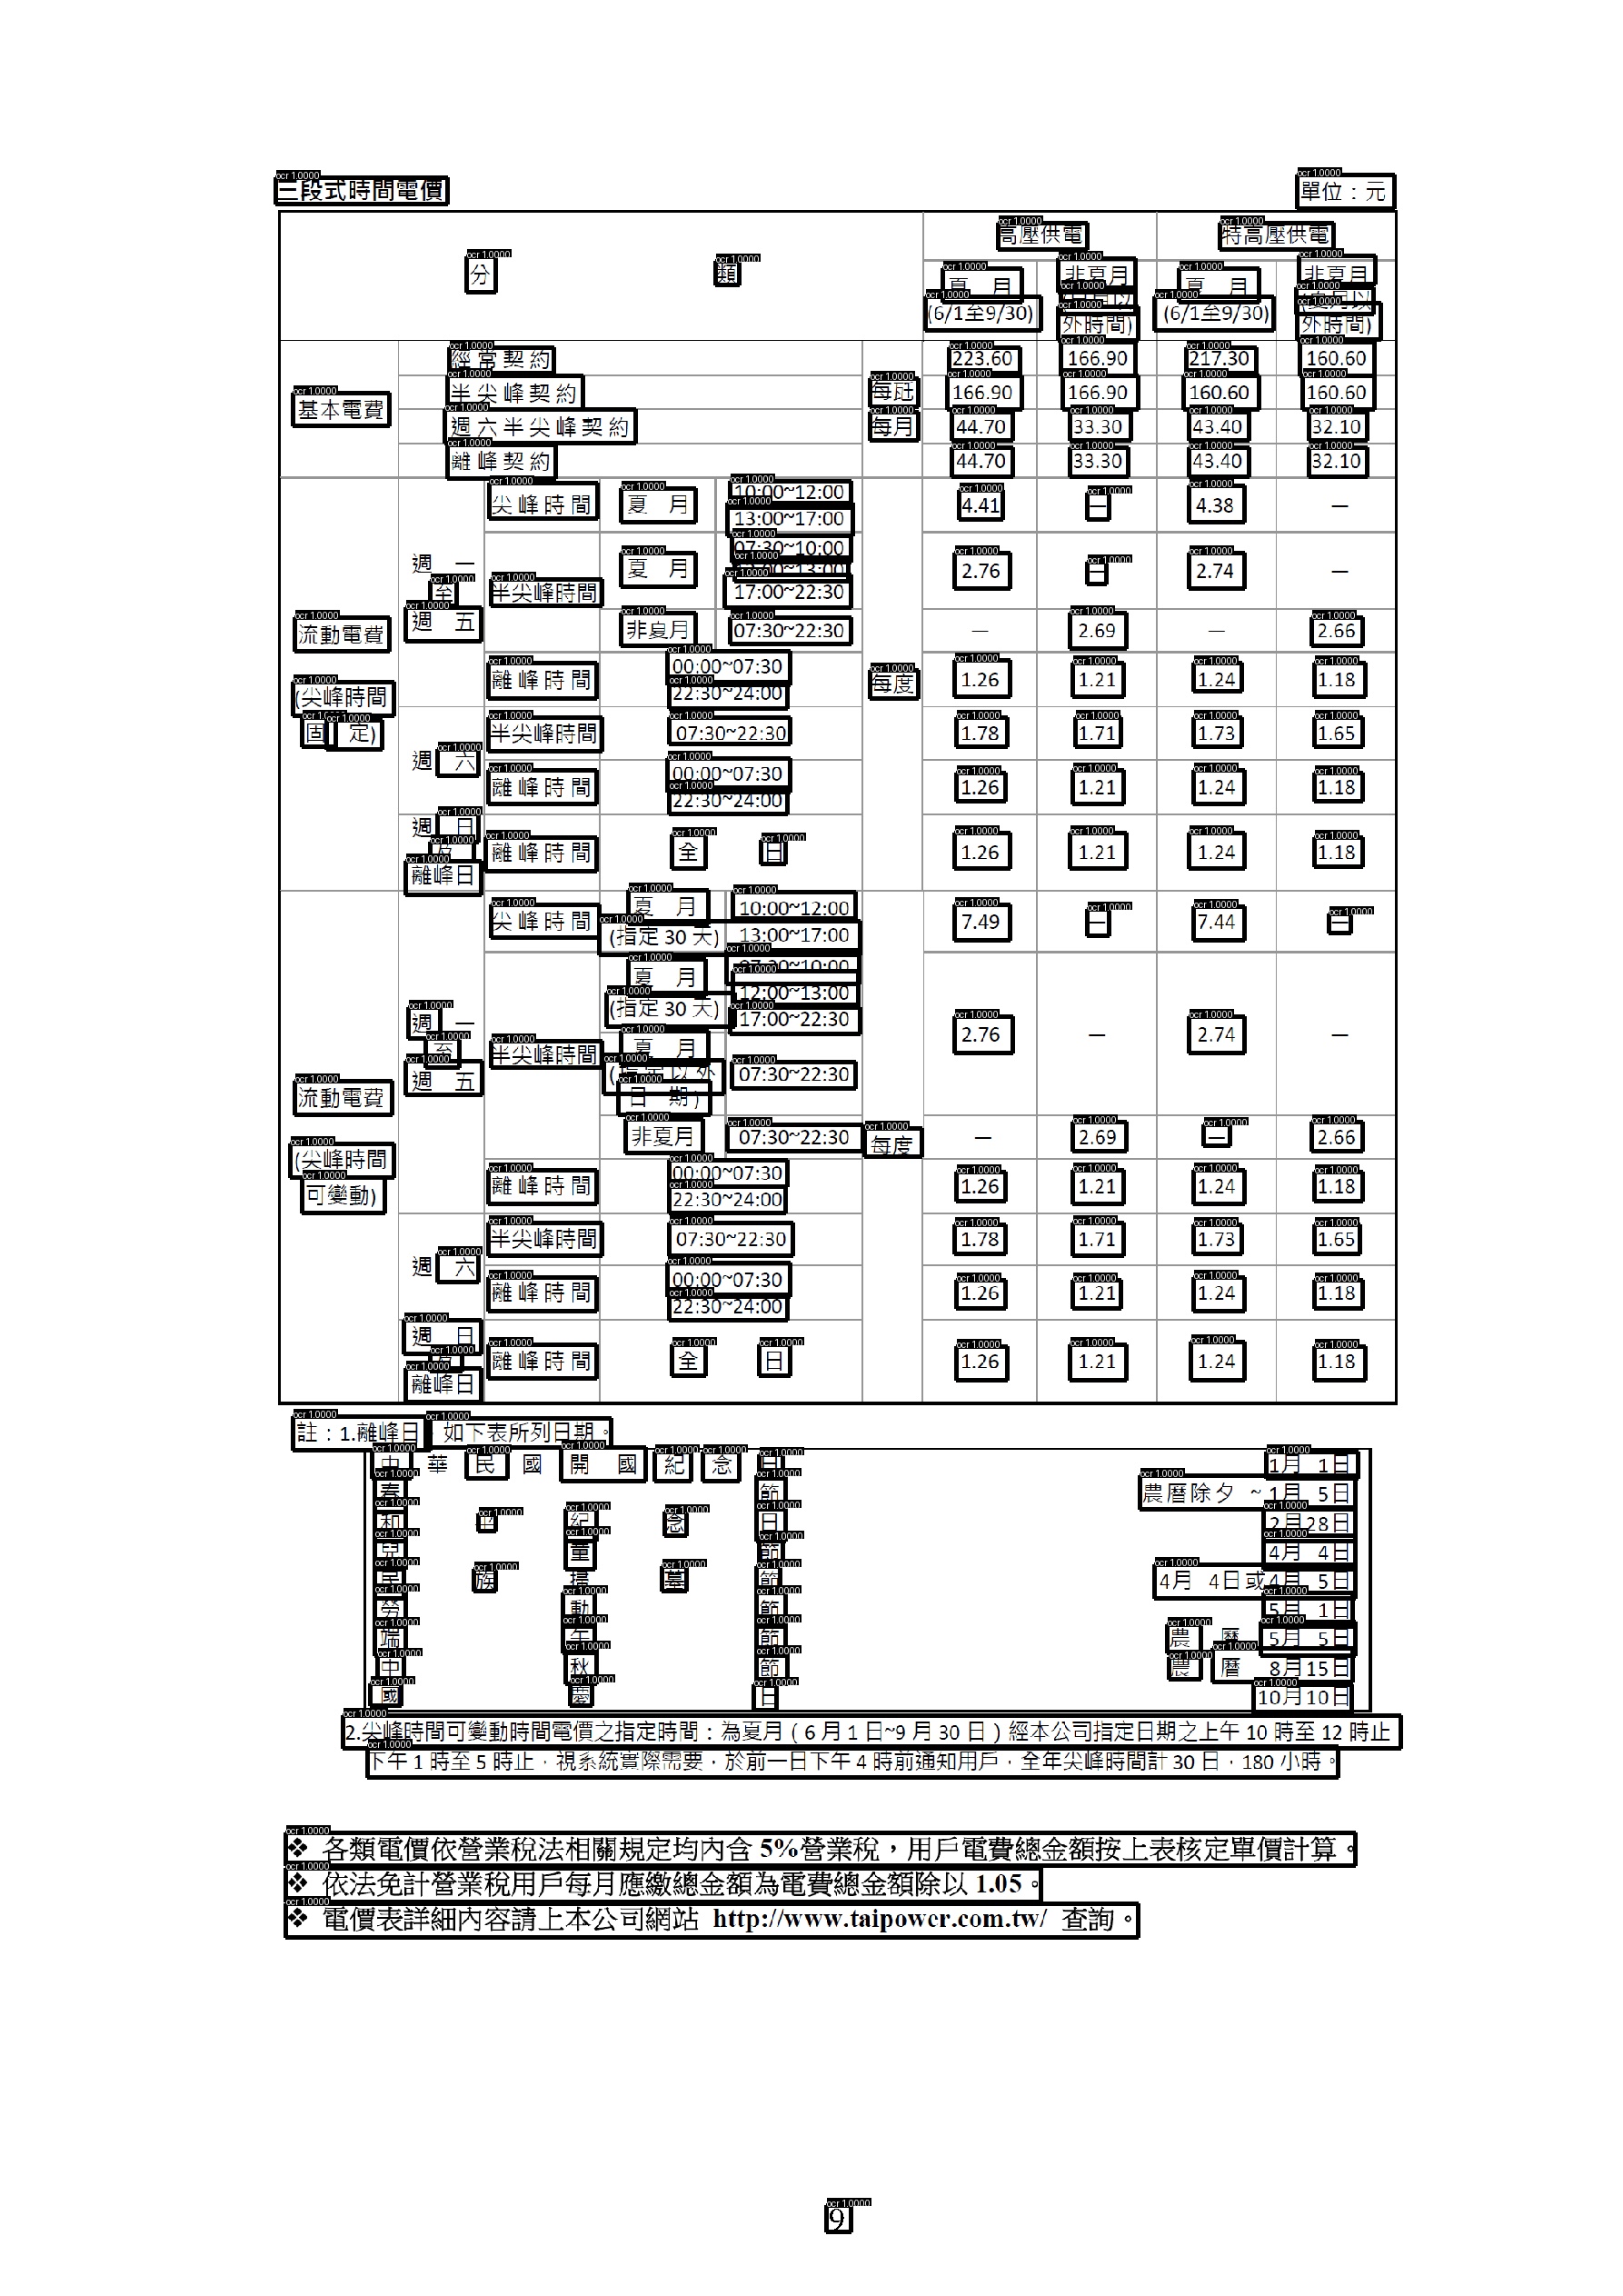 三段式時間電價 單位：元
分 類 高壓供電 特高壓供電
夏 月 (6/1至9/30) 非夏月 外時間) 夏 月 (6/1至9/30) 非夏月 (夏月以外時間)
基本電費 經常契約 每瓩每月 223.60 166.90 217.30 160.60
半尖峰契約 166.90 166.90 160.60 160.60
週六半尖峰契約 44.70 33.30 43.40 32.10
離峰契約 44.70 33.30 43.40 32.10
流動電費 (尖峰時間固 定) 週一至週五 尖峰時間 夏 月 10:00~12:00 13:00~17:00 每度 4.41 — 4.38 —
半尖峰時間 夏 月 07:30~10:00 12:00~13:00 17:00~22:30 2.76 — 2.74 —
非夏月 07:30~22:30 — 2.69 — 2.66
離峰時間 00:00~07:30 22:30~24:00 1.26 1.21 1.24 1.18
週 六 半尖峰時間 07:30~22:30 1.78 1.71 1.73 1.65
離峰時間 00:00~07:30 22:30~24:00 1.26 1.21 1.24 1.18
週 日及離峰日 離峰時間 全 日 1.26 1.21 1.24 1.18
流動電費 (尖峰時間可變動) 週一至週五 尖峰時間 夏 月 (指定 30 天) 10:00~12:00 13:00~17:00 每度 7.49 — 7.44 —
半尖峰時間 夏 月 (指定 30 天) 07:30~10:00 12:00~13:00 17:00~22:30 2.76 — 2.74 —
夏 月 (指定以外日 期) 07:30~22:30
非夏月 07:30~22:30 — 2.69 — 2.66
離峰時間 00:00~07:30 22:30~24:00 1.26 1.21 1.24 1.18
週 六 半尖峰時間 07:30~22:30 1.78 1.71 1.73 1.65
離峰時間 00:00~07:30 22:30~24:00 1.26 1.21 1.24 1.18
週 日及離峰日 離峰時間 全 日 1.26 1.21 1.24 1.18
註：1.離峰日 如下表所列日期。
中華民國開國紀念日 1月 1日
春 節 農曆除夕 ~ 1月 5日
和平紀念日 2月28日
兒童節 4月 4日
民族掃墓節 4月 4日或4月 5日
勞動節 5月 1日
端午節 農 曆 5月 5日
中秋節 農 曆 8月15日
國慶日 10月10日
2.尖峰時間可變動時間電價之指定時間：為夏月（6 月 1 日~9 月 30 日）經本公司指定日期之上午 10 時至 12 時止
下午 1 時至 5 時止，視系統實際需要，於前一日下午 4 時前通知用戶，全年尖峰時間計 30 日，180 小時。
❖ 各類電價依營業稅法相關規定均內含 5%營業稅，用戶電費總金額按上表核定單價計算。
❖ 依法免計營業稅用戶每月應繳總金額為電費總金額除以 1.05。
❖ 電價表詳細內容請上本公司網站 http://www.taipower.com.tw/ 查詢。
9